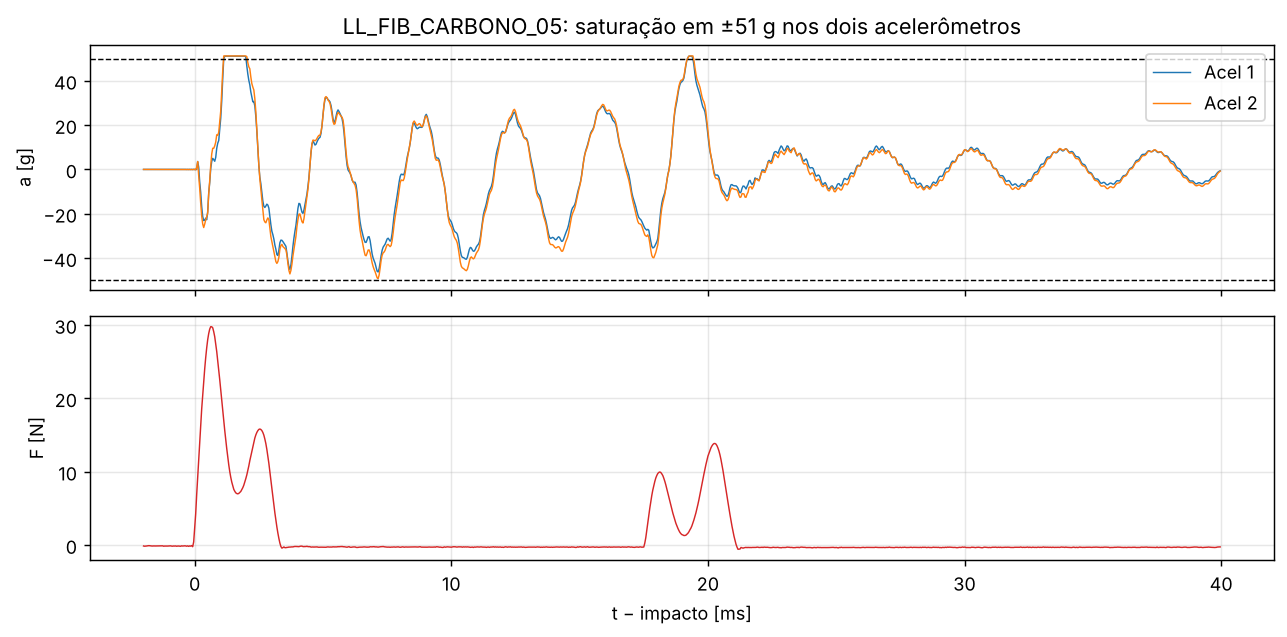 LL_FIB_CARBONO_05: saturação em ±51 g nos dois acelerômetros
a [g]
40
20
0
−20
−40
Acel 1
Acel 2
F [N]
30
20
10
0
0
10
20
30
40
t − impacto [ms]